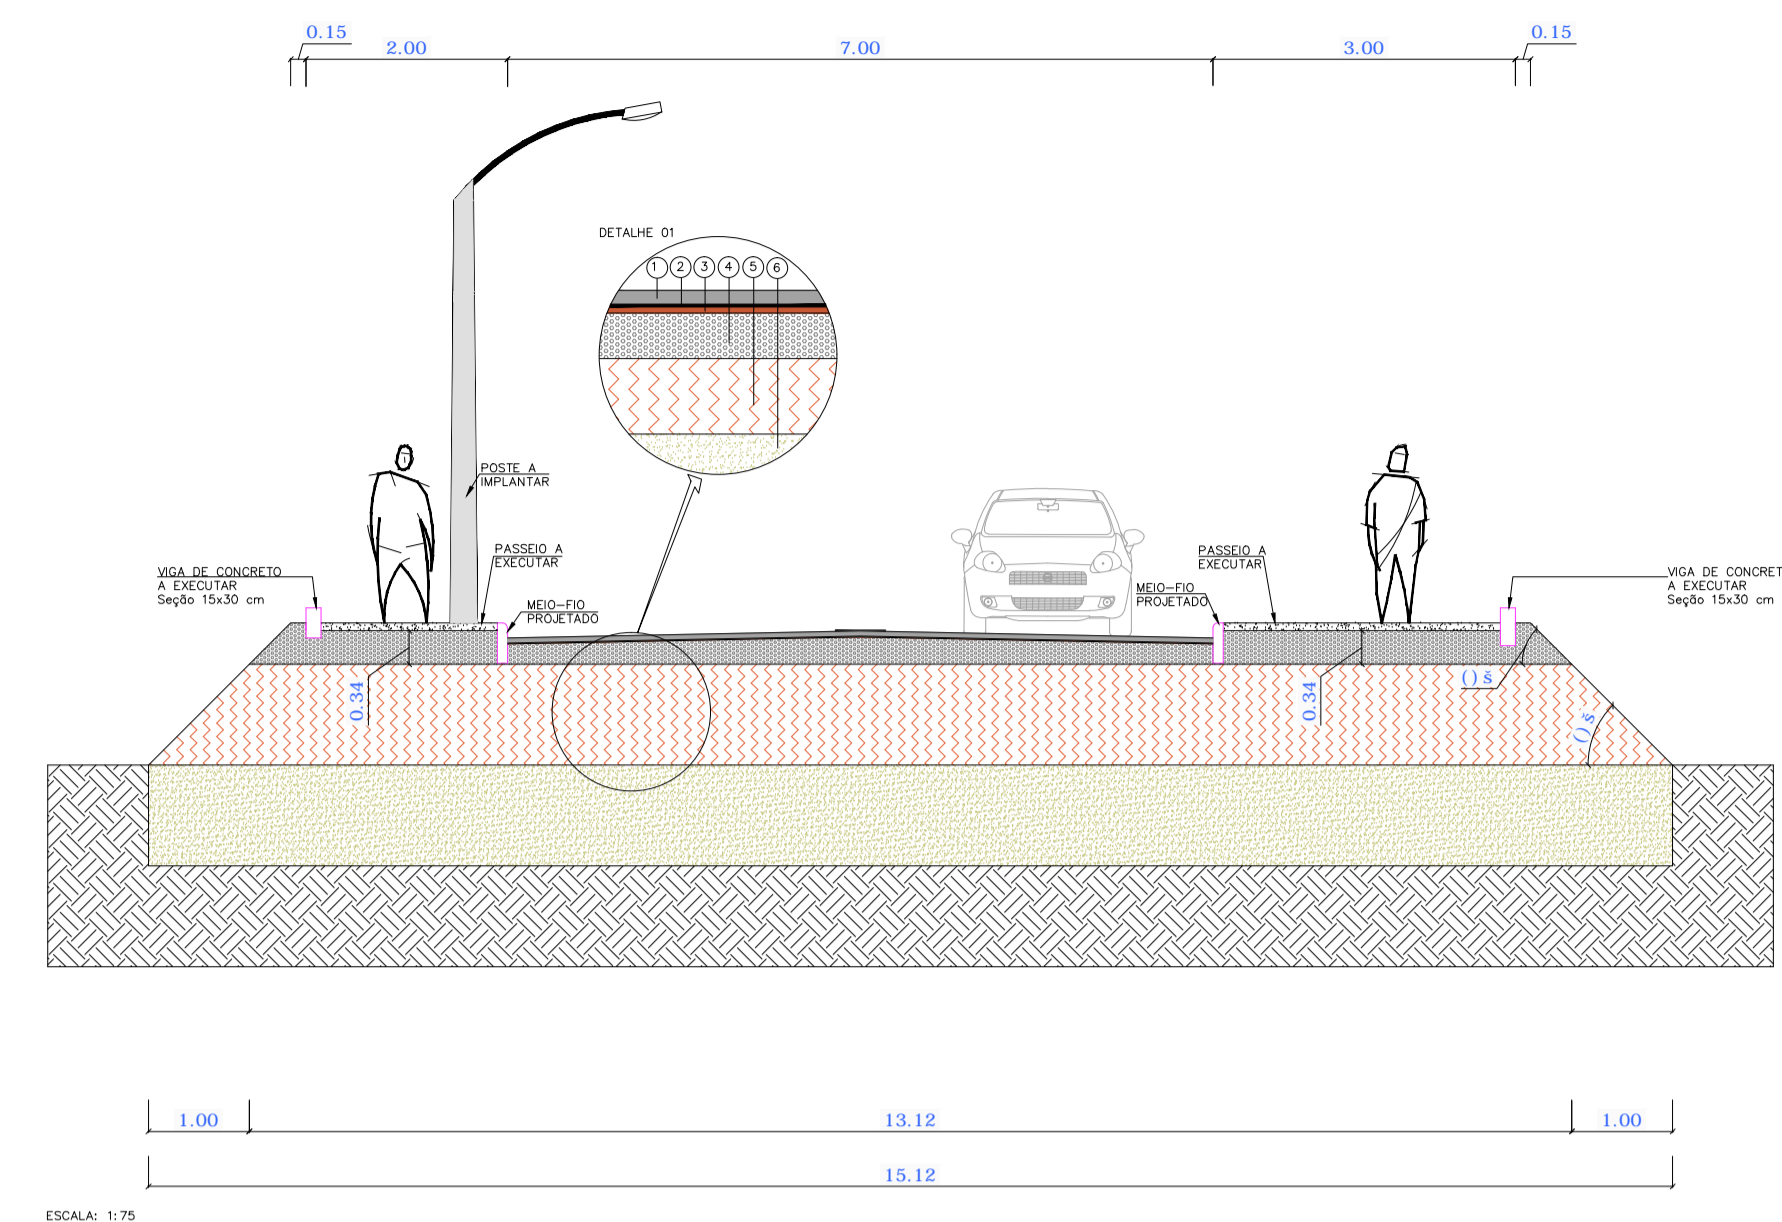 0.15
2.00
7.00
3.00
0.15
DETALHE 01
1 2 3 4 5 6
POSTE A
IMPLANTAR
PASSEIO A
EXECUTAR
PASSEIO A
EXECUTAR
VIGA DE CONCRETO
A EXECUTAR
Seção 15x30 cm
MEIO-FIO
PROJETADO
MEIO-FIO
PROJETADO
VIGA DE CONCRET
A EXECUTAR
Seção 15x30 cm
0.34
0.34
() š
() š
1.00
13.12
1.00
15.12
ESCALA: 1:75